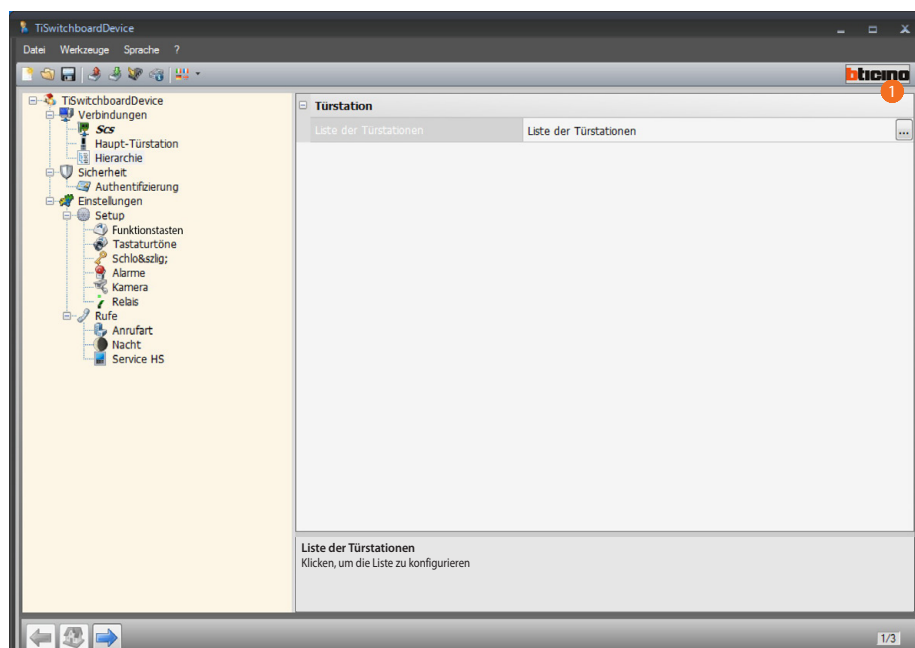 TiSwitchboardDevice
Datei Werkzeuge Sprache ?
bticino
1
TiSwitchboardDevice
Verbindungen
Scs
Haupt-Türstation
Hierarchie
Sicherheit
Authentifizierung
Einstellungen
Setup
Funktionstasten
Tastaturtöne
Schlo&szlig;
Alarme
Kamera
Relais
Rufe
Anrufart
Nacht
Service HS
Türstation
Liste der Türstationen Liste der Türstationen ...
Liste der Türstationen
Klicken, um die Liste zu konfigurieren
1/3